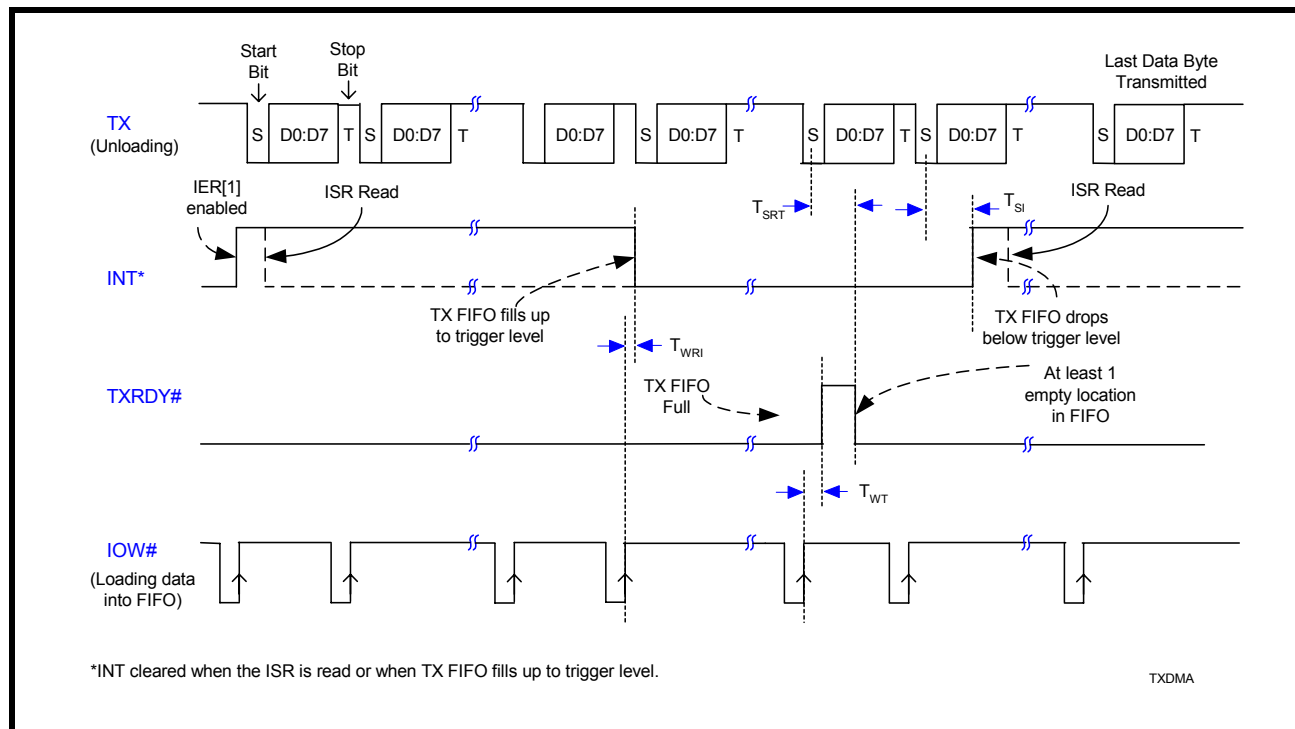 Start
Bit
Stop
Bit
Last Data Byte
Transmitted
TX
(Unloading)
S D0:D7 T S D0:D7 T D0:D7 S D0:D7 T S D0:D7 T S D0:D7 T D0:D7 T
IER[1]
enabled
ISR Read
TSRT
TSI
ISR Read
INT*
TX FIFO fills up
to trigger level
TX FIFO drops
below trigger level
TWRI
TXRDY#
TX FIFO
Full
At least 1
empty location
in FIFO
TWT
IOW#
(Loading data
into FIFO)
*INT cleared when the ISR is read or when TX FIFO fills up to trigger level.
TXDMA